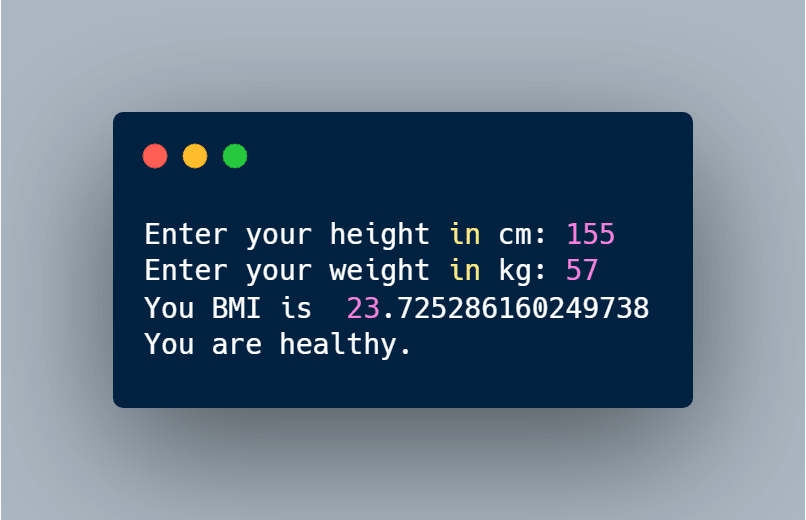 Enter your height in cm: 155
Enter your weight in kg: 57
You BMI is  23.725286160249738
You are healthy.